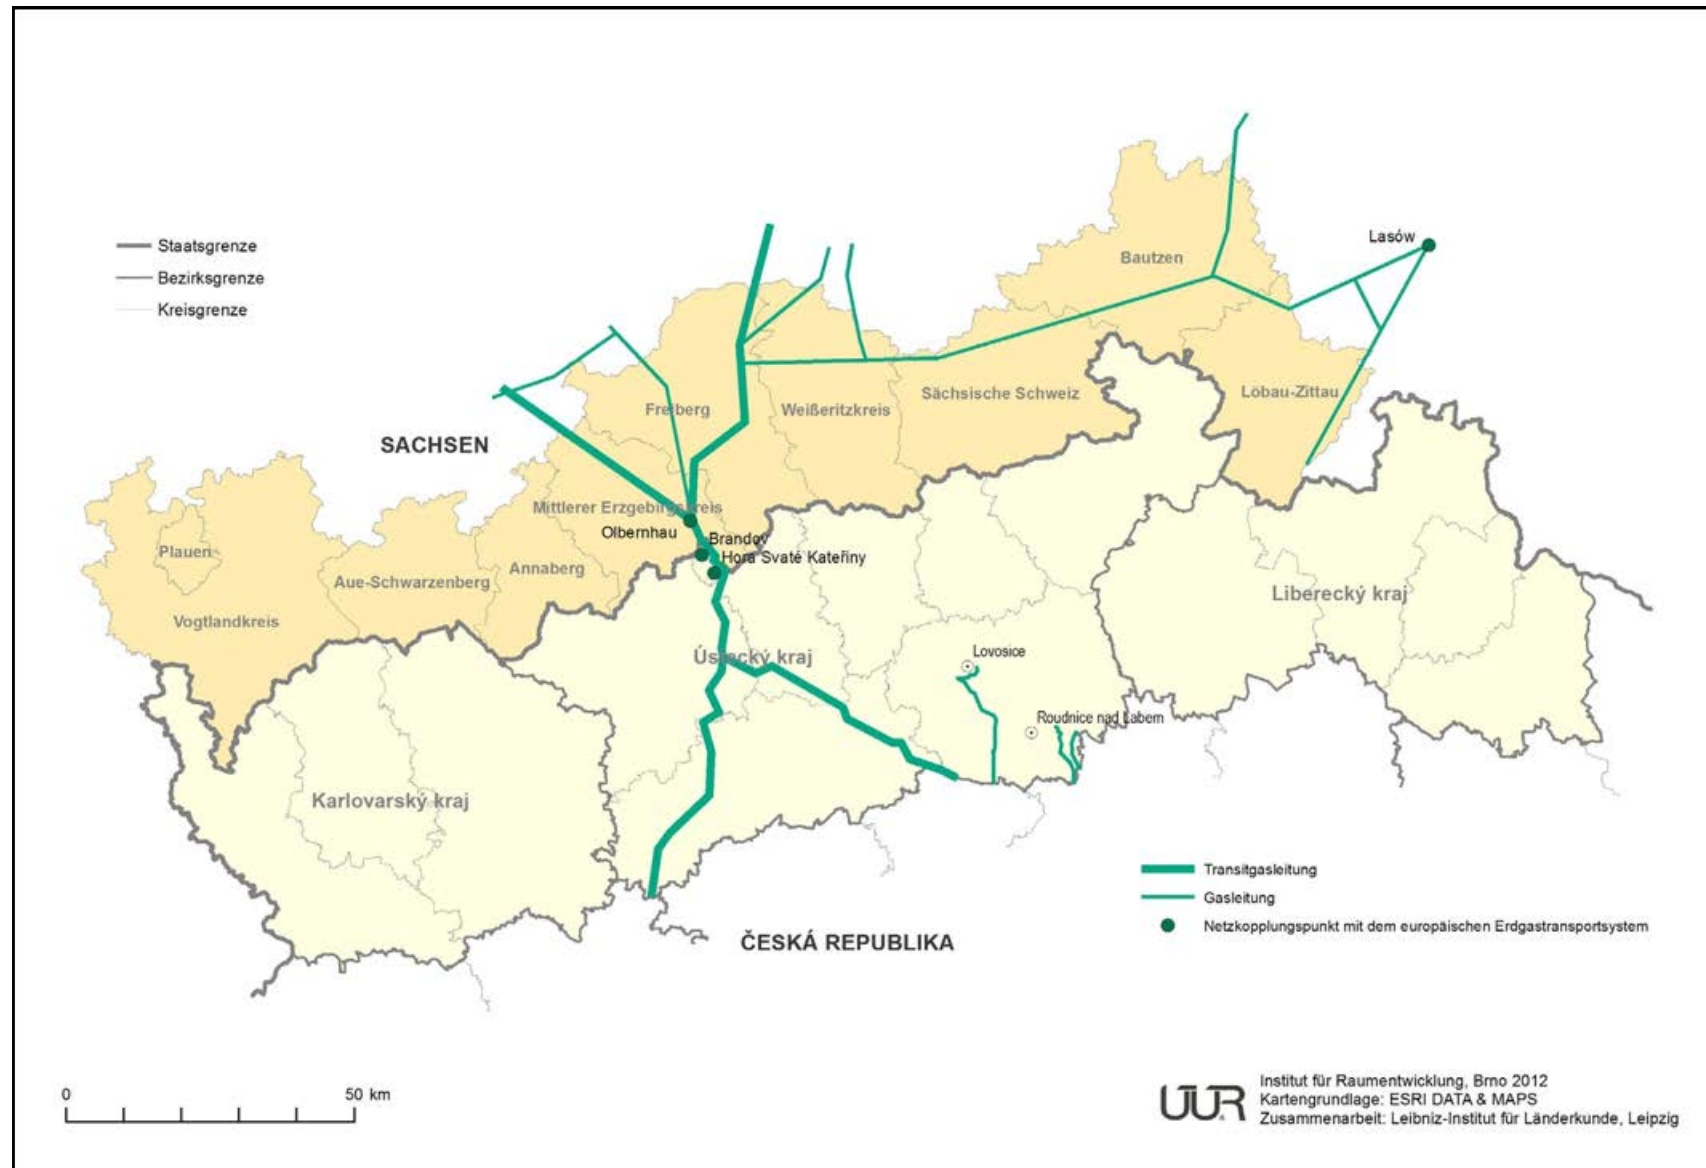 Staatsgrenze
Bezirksgrenze
Kreisgrenze
Lasów
Bautzen
Sächsische Schweiz
Löbau-Zittau
Freiberg
Weißeritzkreis
SACHSEN
Mittlerer Erzgebirgskreis
Olbernhau
Brandov
Hora Svaté Kateřiny
Plauen
Aue-Schwarzenberg
Annaberg
Vogtlandkreis
Liberecký kraj
Ústecký kraj
Lovosice
Roudnice nad Labem
Karlovarský kraj
ČESKÁ REPUBLIKA
Transitgasleitung
Gasleitung
Netzkopplungspunkt mit dem europäischen Erdgastransportsystem
0 50 km
ÚÚR
Institut für Raumentwicklung, Brno 2012
Kartengrundlage: ESRI DATA & MAPS
Zusammenarbeit: Leibniz-Institut für Länderkunde, Leipzig